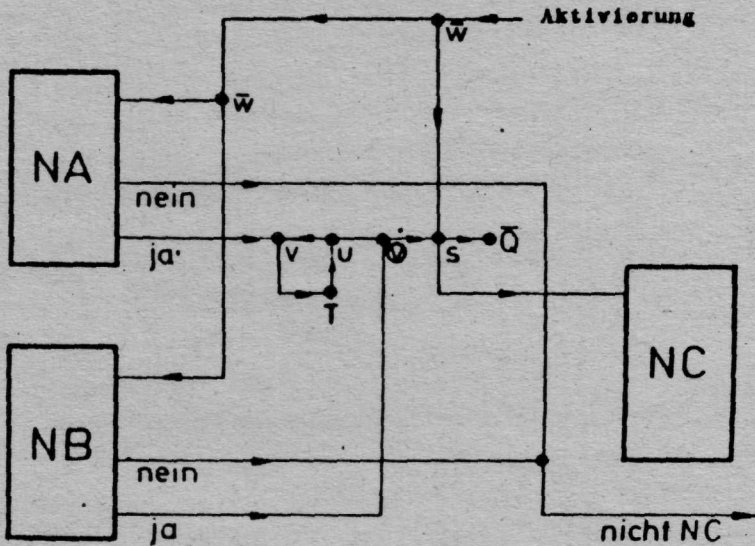 w̄ Aktivierung
w̄
NA
nein
ja
v u v s Q̄
T
NC
NB
nein
ja
nicht NC